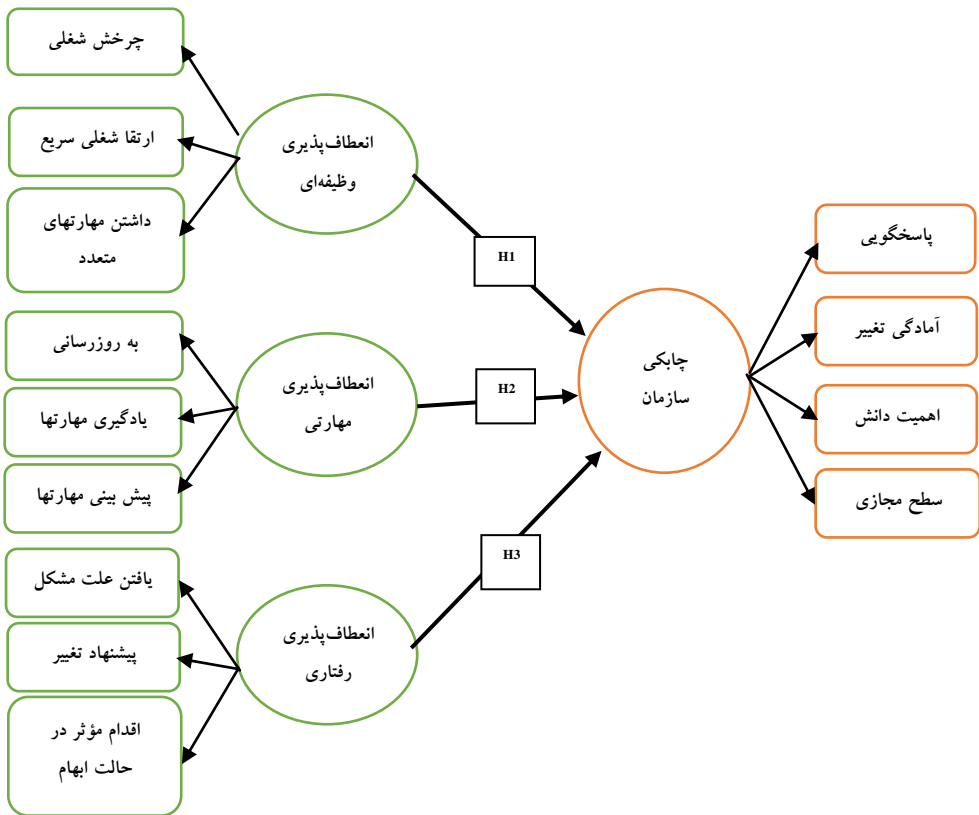 چرخش شغلی
ارتقا شغلی سریع
داشتن مهارتهای
متعدد
انعطاف‌پذیری
وظیفه‌ای
H1
به روزرسانی
یادگیری مهارتها
پیش بینی مهارتها
انعطاف‌پذیری
مهارتی
H2
یافتن علت مشکل
پیشنهاد تغییر
اقدام مؤثر در
حالت ابهام
انعطاف‌پذیری
رفتاری
H3
چابکی
سازمان
پاسخگویی
آمادگی تغییر
اهمیت دانش
سطح مجازی